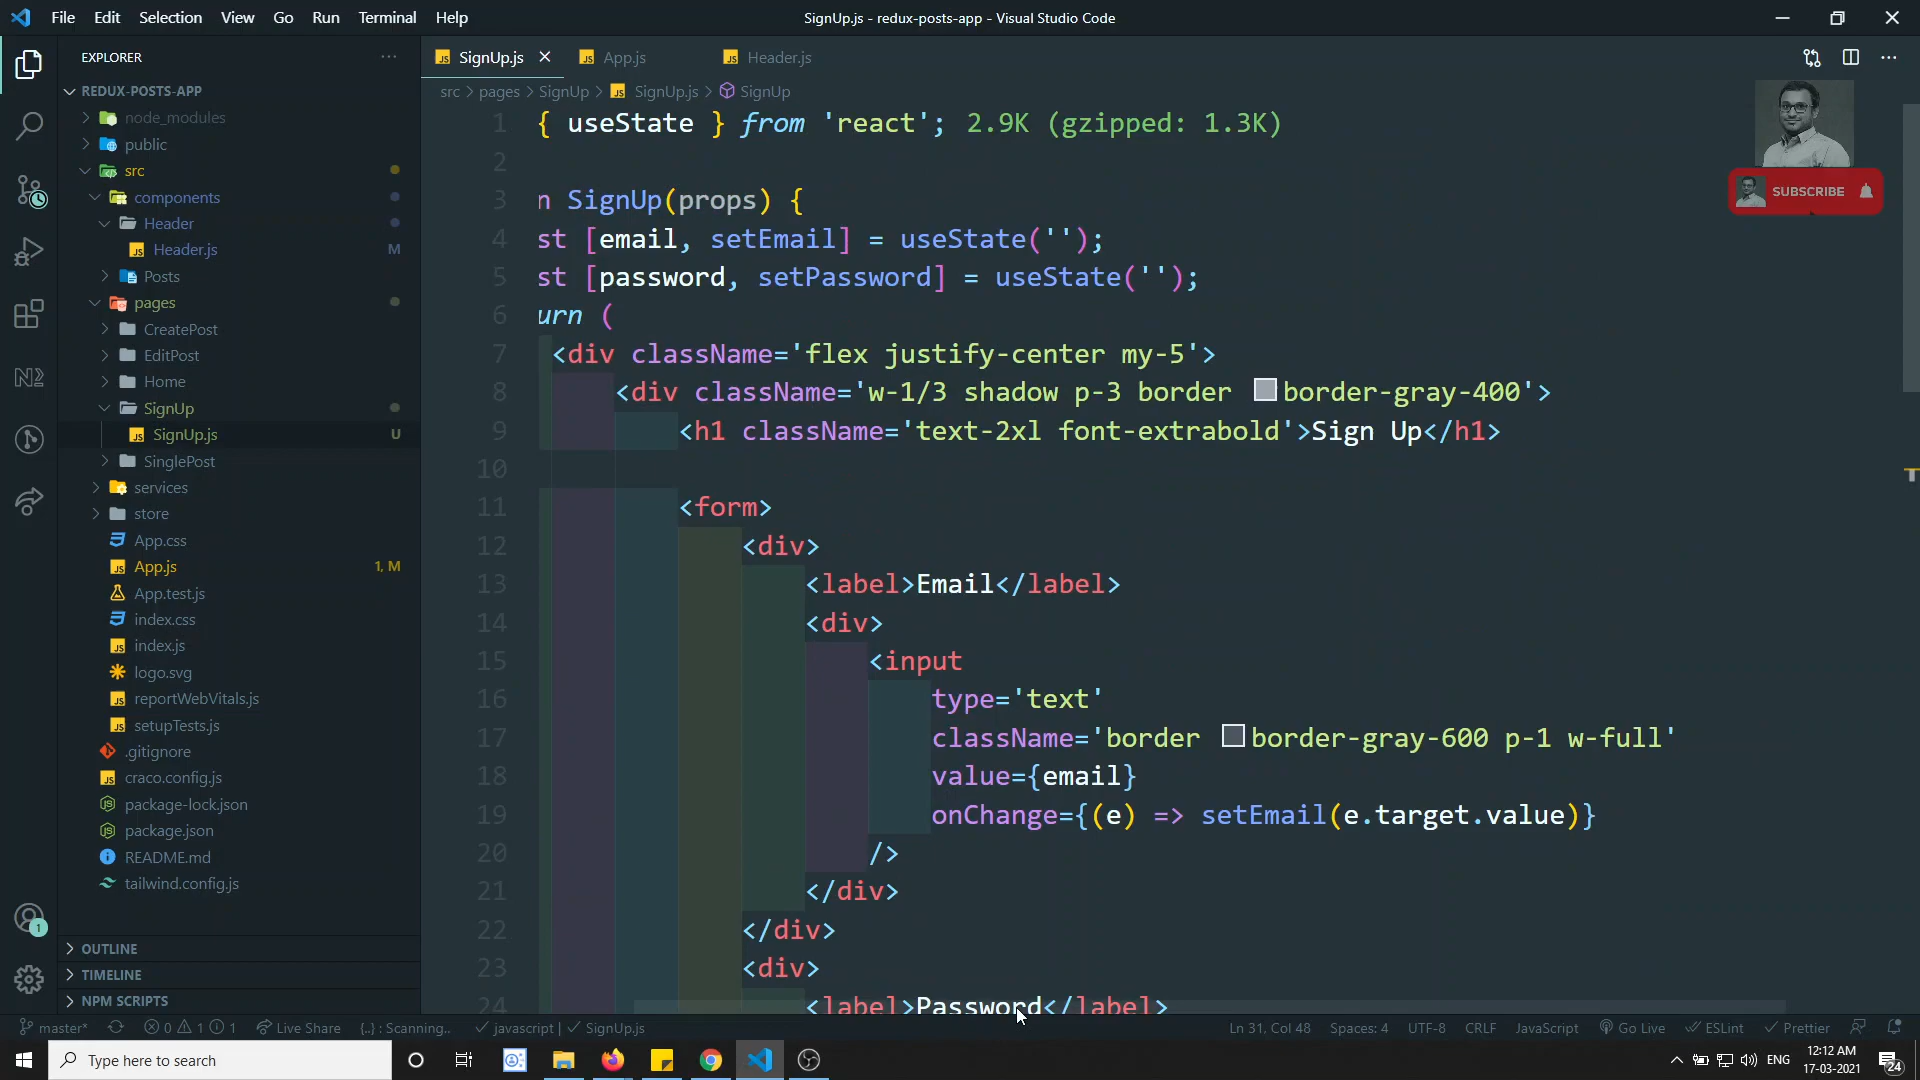 File Edit Selection View Go Run Terminal Help
SignUp.js - redux-posts-app - Visual Studio Code
EXPLORER
REDUX-POSTS-APP
node_modules
public
src
components
Header
Header.js M
Posts
pages
CreatePost
EditPost
Home
SignUp
SignUp.js U
SinglePost
services
store
App.css
App.js 1, M
App.test.js
index.css
index.js
logo.svg
reportWebVitals.js
setupTests.js
.gitignore
craco.config.js
package-lock.json
package.json
README.md
tailwind.config.js
OUTLINE
TIMELINE
NPM SCRIPTS
SignUp.js App.js Header.js
src > pages > SignUp > SignUp.js > SignUp
1 { useState } from 'react'; 2.9K (gzipped: 1.3K)
2
3 n SignUp(props) {
4 st [email, setEmail] = useState('');
5 st [password, setPassword] = useState('');
6 urn (
7 <div className='flex justify-center my-5'>
8 <div className='w-1/3 shadow p-3 border border-gray-400'>
9 <h1 className='text-2xl font-extrabold'>Sign Up</h1>
10
11 <form>
12 <div>
13 <label>Email</label>
14 <div>
15 <input
16 type='text'
17 className='border border-gray-600 p-1 w-full'
18 value={email}
19 onChange={(e) => setEmail(e.target.value)}
20 />
21 </div>
22 </div>
23 <div>
24 <label>Password</label>
SUBSCRIBE
1
master* 0 1 1 Live Share {..} : Scanning.. javascript | SignUp.js
Ln 31, Col 48 Spaces: 4 UTF-8 CRLF JavaScript Go Live ESLint Prettier
Type here to search
ENG
12:12 AM
17-03-2021
24